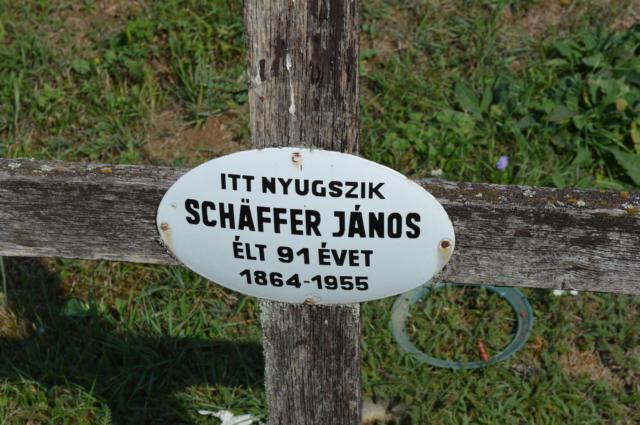 ITT NYUGSZIK
SCHÄFFER JÁNOS
ÉLT 91 ÉVET
1864-1955